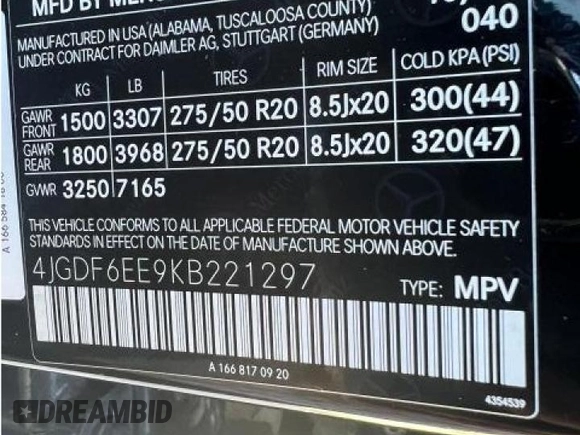 MFD BY
040
MANUFACTURED IN USA (ALABAMA, TUSCALOOSA COUNTY)
UNDER CONTRACT FOR DAIMLER AG, STUTTGART (GERMANY)
KG LB TIRES RIM SIZE COLD KPA(PSI)
GAWR FRONT 1500 3307 275/50 R20 8.5Jx20 300(44)
GAWR REAR 1800 3968 275/50 R20 8.5Jx20 320(47)
GVWR 3250 7165
THIS VEHICLE CONFORMS TO ALL APPLICABLE FEDERAL MOTOR VEHICLE SAFETY
STANDARDS IN EFFECT ON THE DATE OF MANUFACTURE SHOWN ABOVE.
4JGDF6EE9KB221297
TYPE: MPV
A 166 817 09 20
4354539
A 166 584
DREAMBID